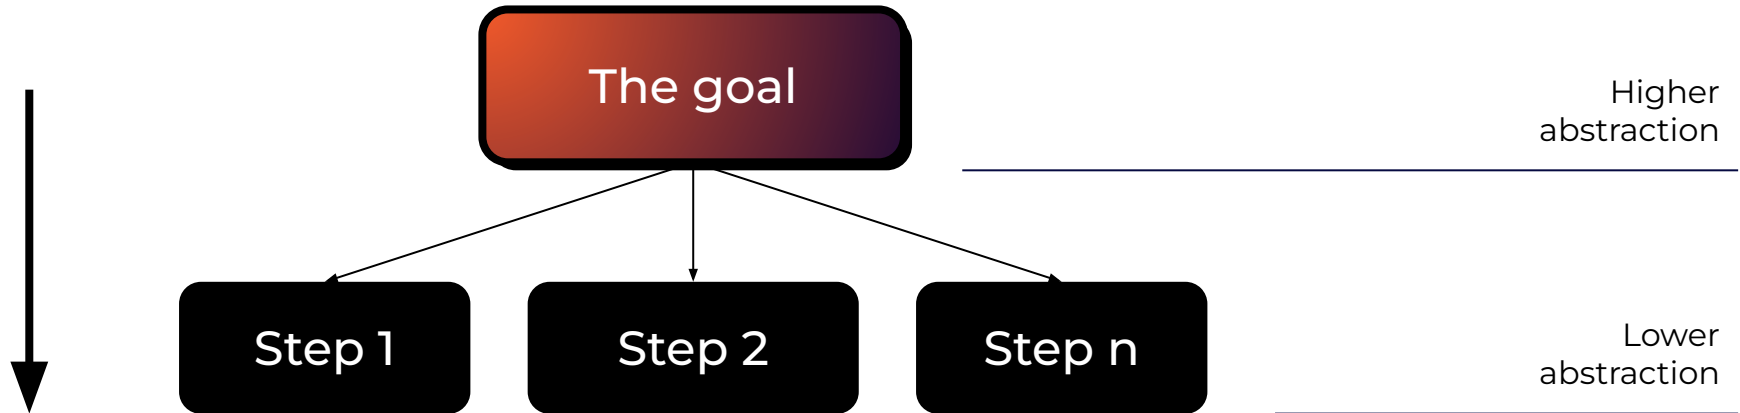 The goal
Higher
abstraction
Step 1
Step 2
Step n
Lower
abstraction